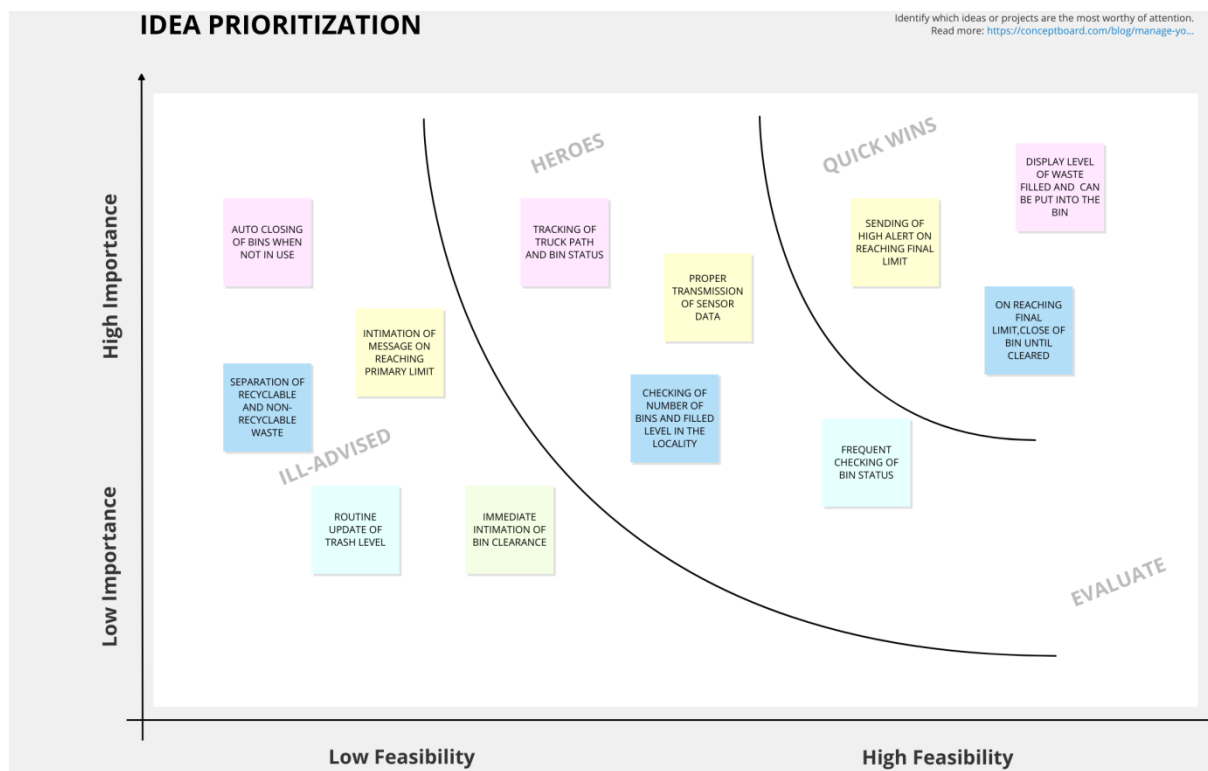 IDEA PRIORITIZATION
Identify which ideas or projects are the most worthy of attention.
Read more: https://conceptboard.com/blog/manage-yo...
High Importance
Low Importance
HEROES
QUICK WINS
ILL-ADVISED
EVALUATE
AUTO CLOSING
OF BINS WHEN
NOT IN USE
TRACKING OF
TRUCK PATH
AND BIN STATUS
SENDING OF
HIGH ALERT ON
REACHING FINAL
LIMIT
DISPLAY LEVEL
OF WASTE
FILLED AND CAN
BE PUT INTO THE
BIN
PROPER
TRANSMISSION
OF SENSOR
DATA
ON REACHING
FINAL
LIMIT,CLOSE OF
BIN UNTIL
CLEARED
INTIMATION OF
MESSAGE ON
REACHING
PRIMARY LIMIT
SEPARATION OF
RECYCLABLE
AND NON-
RECYCLABLE
WASTE
CHECKING OF
NUMBER OF
BINS AND FILLED
LEVEL IN THE
LOCALITY
FREQUENT
CHECKING OF
BIN STATUS
ROUTINE
UPDATE OF
TRASH LEVEL
IMMEDIATE
INTIMATION OF
BIN CLEARANCE
Low Feasibility
High Feasibility